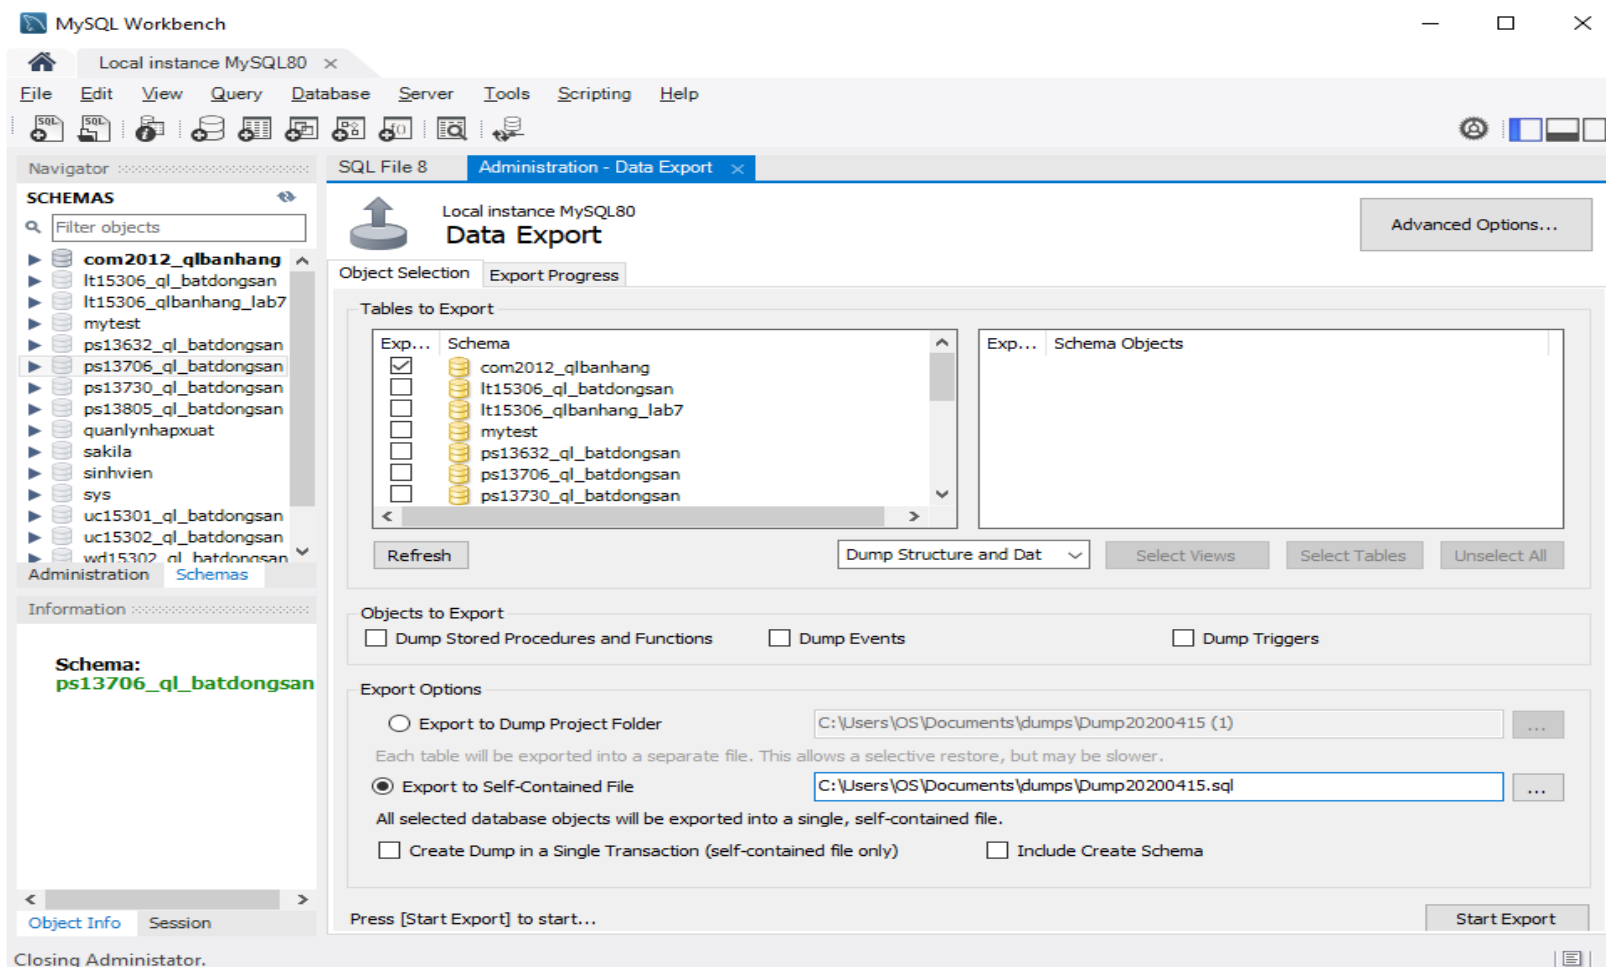 MySQL Workbench
Local instance MySQL80
File Edit View Query Database Server Tools Scripting Help
Navigator
SCHEMAS
Filter objects
com2012_qlbanhang
lt15306_ql_batdongsan
lt15306_qlbanhang_lab7
mytest
ps13632_ql_batdongsan
ps13706_ql_batdongsan
ps13730_ql_batdongsan
ps13805_ql_batdongsan
quanlynhapxuat
sakila
sinhvien
sys
uc15301_ql_batdongsan
uc15302_ql_batdongsan
wd15302_ql_batdongsan
Administration Schemas
Information
Schema:
ps13706_ql_batdongsan
Object Info Session
SQL File 8 Administration - Data Export
Local instance MySQL80
Data Export
Advanced Options...
Object Selection Export Progress
Tables to Export
Exp... Schema
com2012_qlbanhang
lt15306_ql_batdongsan
lt15306_qlbanhang_lab7
mytest
ps13632_ql_batdongsan
ps13706_ql_batdongsan
ps13730_ql_batdongsan
Exp... Schema Objects
Refresh Dump Structure and Dat Select Views Select Tables Unselect All
Objects to Export
Dump Stored Procedures and Functions Dump Events Dump Triggers
Export Options
Export to Dump Project Folder C:\Users\OS\Documents\dumps\Dump20200415 (1) ...
Each table will be exported into a separate file. This allows a selective restore, but may be slower.
Export to Self-Contained File C:\Users\OS\Documents\dumps\Dump20200415.sql ...
All selected database objects will be exported into a single, self-contained file.
Create Dump in a Single Transaction (self-contained file only) Include Create Schema
Press [Start Export] to start... Start Export
Closing Administator.